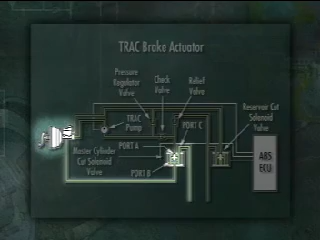 TRAC Brake Actuator
Pressure
Regulator
Valve
Check
Valve
Relief
Valve
Reservoir Cut
Solenoid
Valve
TRAC
Pump
PORT C
PORT A
Master Cylinder
Cut Solenoid
Valve
PORT B
ABS
ECU